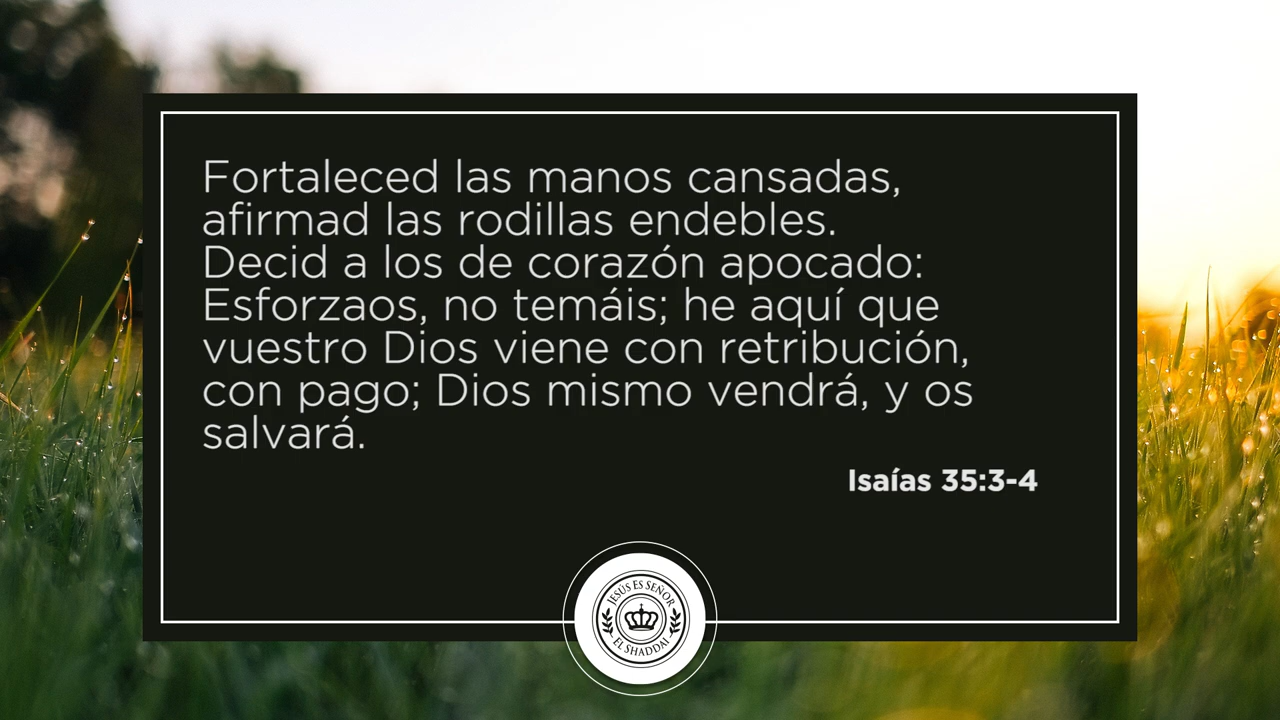 Fortaleced las manos cansadas,
afirmad las rodillas endebles.
Decid a los de corazón apocado:
Esforzaos, no temáis; he aquí que
vuestro Dios viene con retribución,
con pago; Dios mismo vendrá, y os
salvará.
Isaías 35:3-4
JESÚS ES SEÑOR
EL SHADDAI